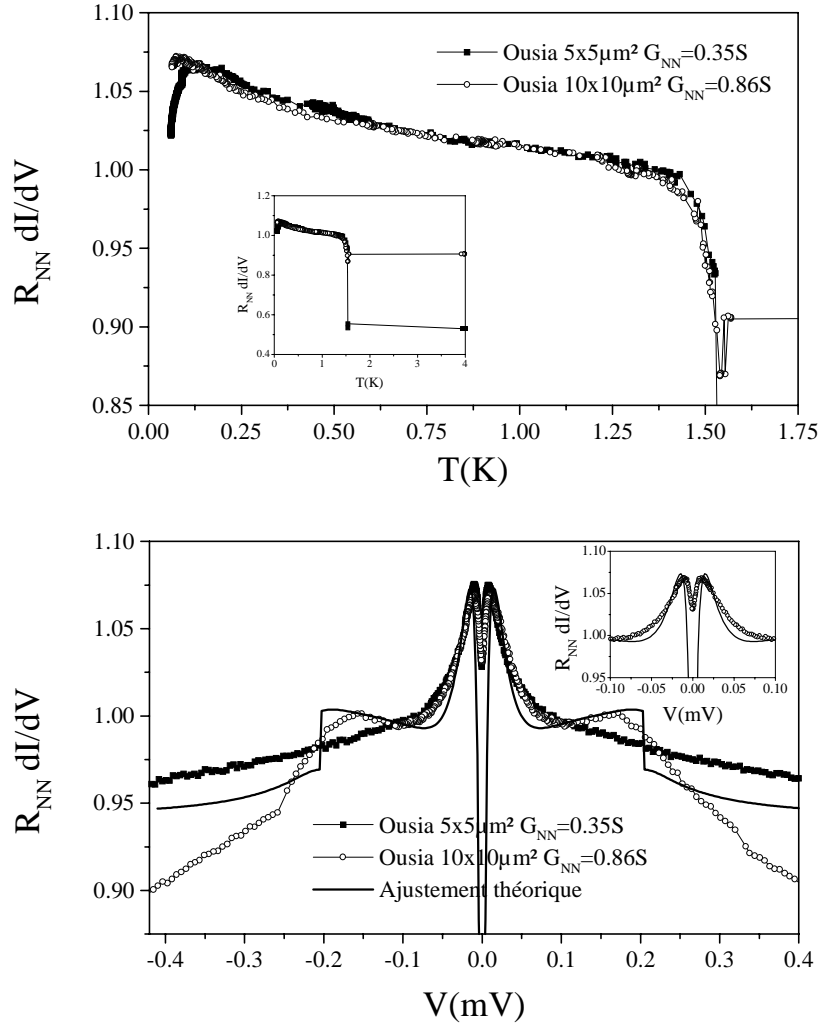 1.10
1.05
1.00
0.95
0.90
0.85
R_NN dI/dV
Ousia 5x5µm² G_NN=0.35S
Ousia 10x10µm² G_NN=0.86S
1.2
1.0
0.8
0.6
0.4
R_NN dI/dV
0 1 2 3 4
T(K)
0.00 0.25 0.50 0.75 1.00 1.25 1.50 1.75
T(K)
1.10
1.05
1.00
0.95
0.90
R_NN dI/dV
1.10
1.05
1.00
0.95
R_NN dI/dV
-0.10 -0.05 0.00 0.05 0.10
V(mV)
Ousia 5x5µm² G_NN=0.35S
Ousia 10x10µm² G_NN=0.86S
Ajustement théorique
-0.4 -0.3 -0.2 -0.1 0.0 0.1 0.2 0.3 0.4
V(mV)